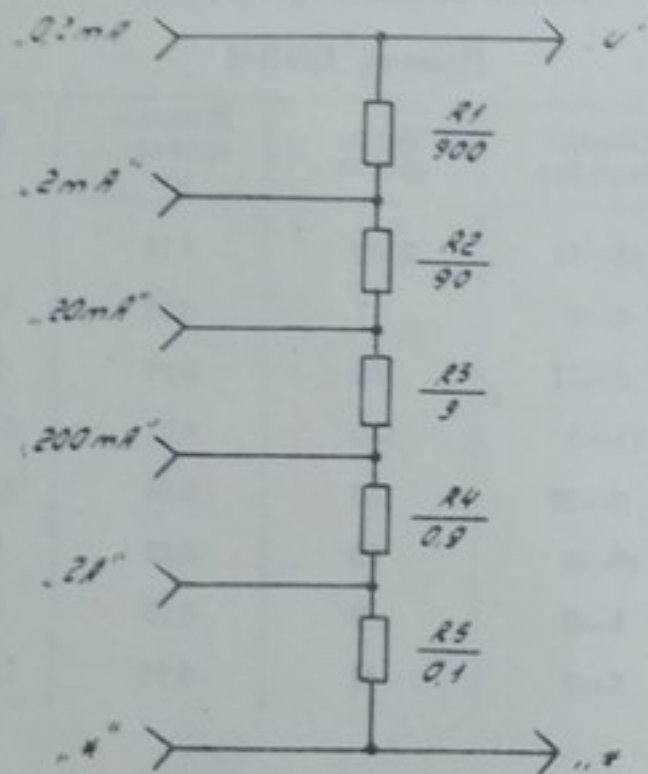 „0,2mA
„U"
R1
900
„2mA"
R2
90
„20mA"
R3
9
„200mA"
R4
0,9
„2A"
R5
0,1
„*"
„*